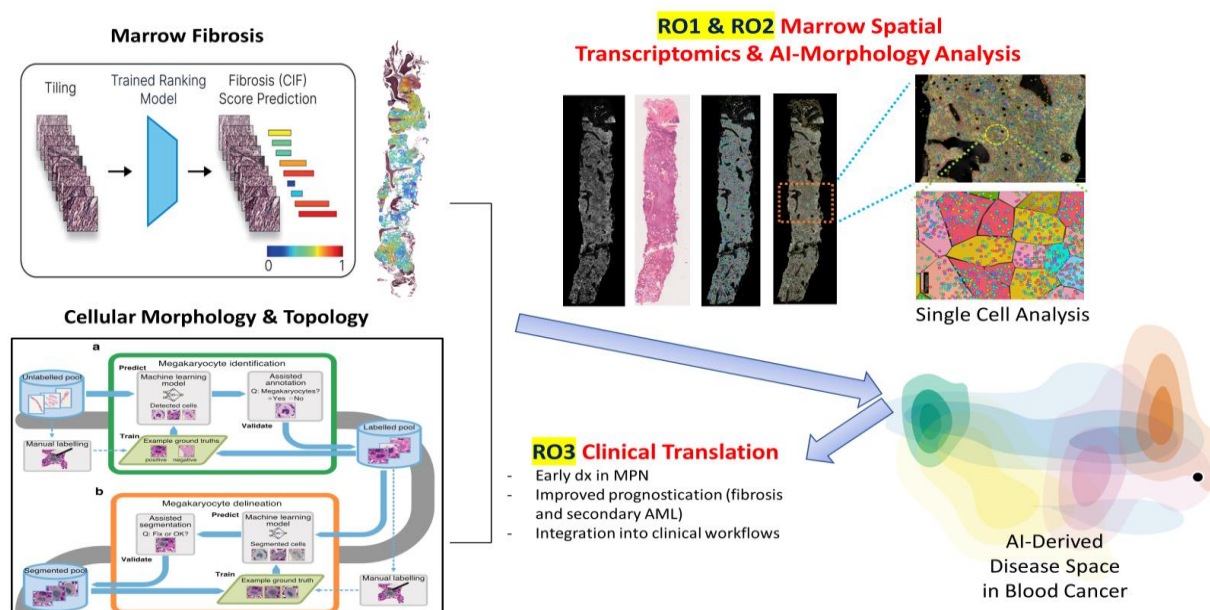 Marrow Fibrosis
Tiling
Trained Ranking
Model
Fibrosis (CIF)
Score Prediction
0
1
Cellular Morphology & Topology
a
Megakaryocyte identification
Unlabelled pool
Predict
Machine learning
model
Detected cells
Assisted
annotation
Q: Megakaryocytes?
Yes No
Validate
Manual labelling
Train
Example ground truths
positive
negative
Labelled pool
b
Megakaryocyte delineation
Assisted
segmentation
Q: Fix or OK?
Predict
Machine learning
model
Segmented cells
Validate
Train
Example ground truth
Manual labelling
Segmented pool
RO1 & RO2 Marrow Spatial
Transcriptomics & AI-Morphology Analysis
Single Cell Analysis
RO3 Clinical Translation
- Early dx in MPN
- Improved prognostication (fibrosis
and secondary AML)
- Integration into clinical workflows
AI-Derived
Disease Space
in Blood Cancer